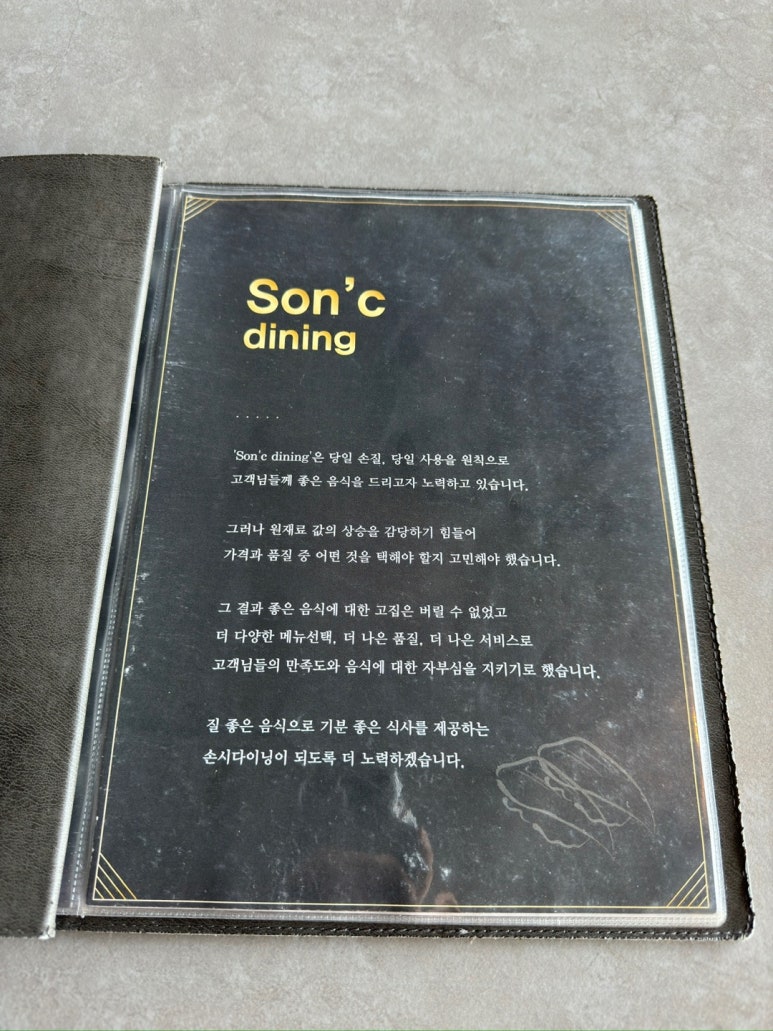 Son'c
dining
.....
'Son'c dining'은 당일 손질, 당일 사용을 원칙으로
고객님들께 좋은 음식을 드리고자 노력하고 있습니다.
그러나 원재료 값의 상승을 감당하기 힘들어
가격과 품질 중 어떤 것을 택해야 할지 고민해야 했습니다.
그 결과 좋은 음식에 대한 고집은 버릴 수 없었고
더 다양한 메뉴선택, 더 나은 품질, 더 나은 서비스로
고객님들의 만족도와 음식에 대한 자부심을 지키기로 했습니다.
질 좋은 음식으로 기분 좋은 식사를 제공하는
손시다이닝이 되도록 더 노력하겠습니다.